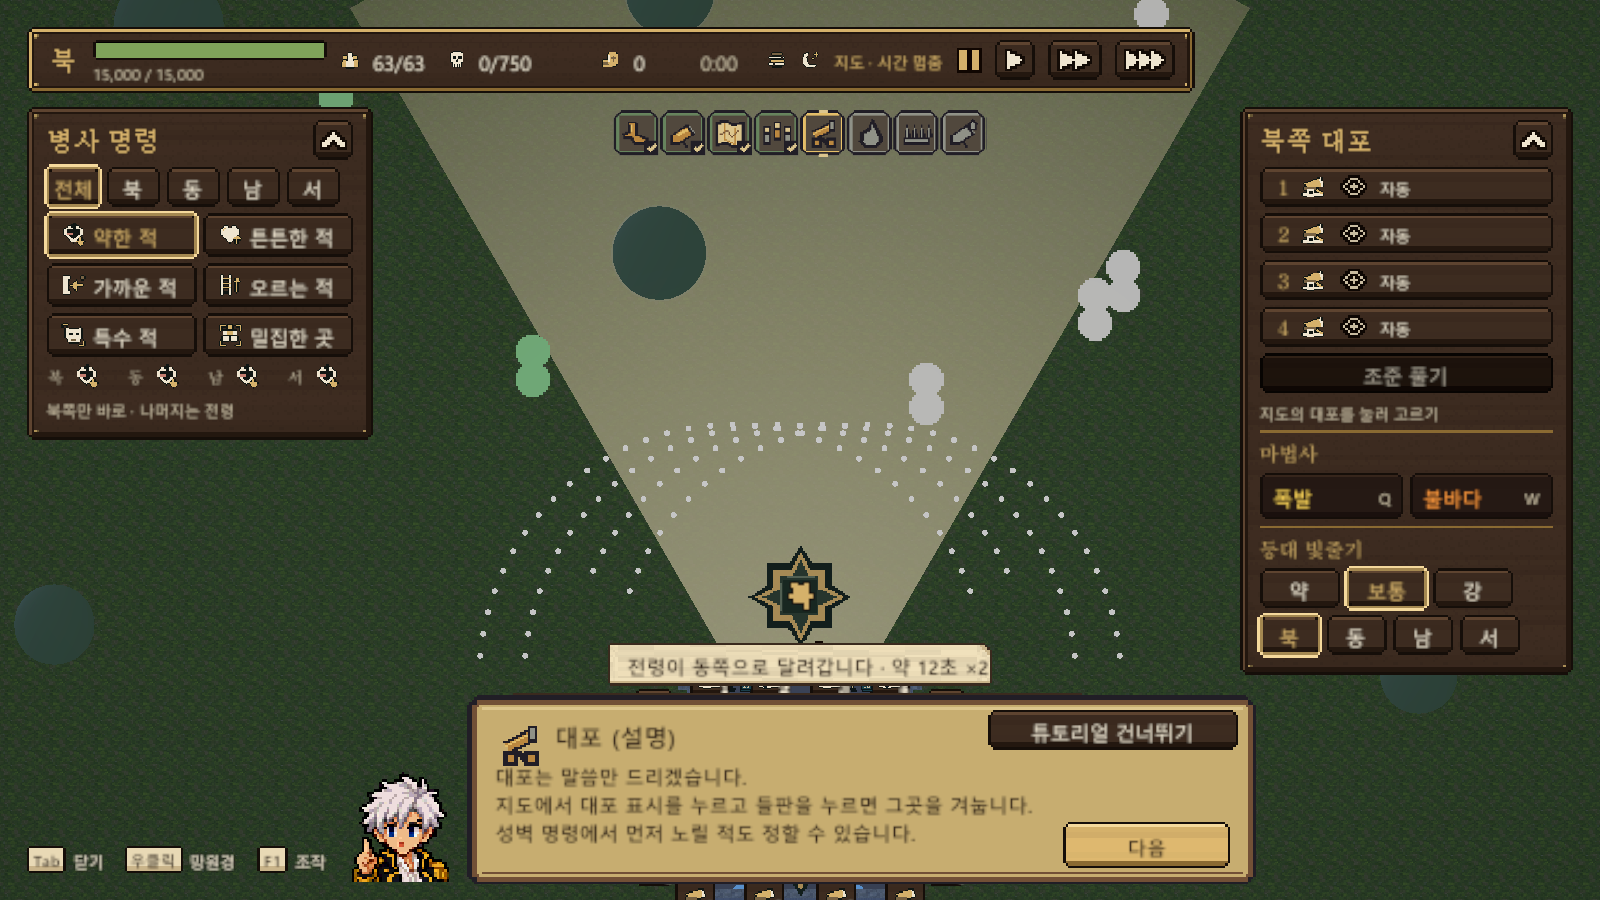 북
15,000 / 15,000
63/63
0/750
0
0:00
지도 · 시간 멈춤
병사 명령
전체 북 동 남 서
약한 적 튼튼한 적
가까운 적 오르는 적
특수 적 밀집한 곳
북 동 남 서
북쪽만 바로 · 나머지는 전령
북쪽 대포
1 자동
2 자동
3 자동
4 자동
조준 풀기
지도의 대포를 눌러 고르기
마법사
폭발 Q 불바다 W
등대 빛줄기
약 보통 강
북 동 남 서
전령이 동쪽으로 달려갑니다 · 약 12초 ×2
대포 (설명)
튜토리얼 건너뛰기
대포는 말씀만 드리겠습니다.
지도에서 대포 표시를 누르고 들판을 누르면 그곳을 겨눕니다.
성벽 명령에서 먼저 노릴 적도 정할 수 있습니다.
다음
Tab 닫기 우클릭 망원경 F1 조작